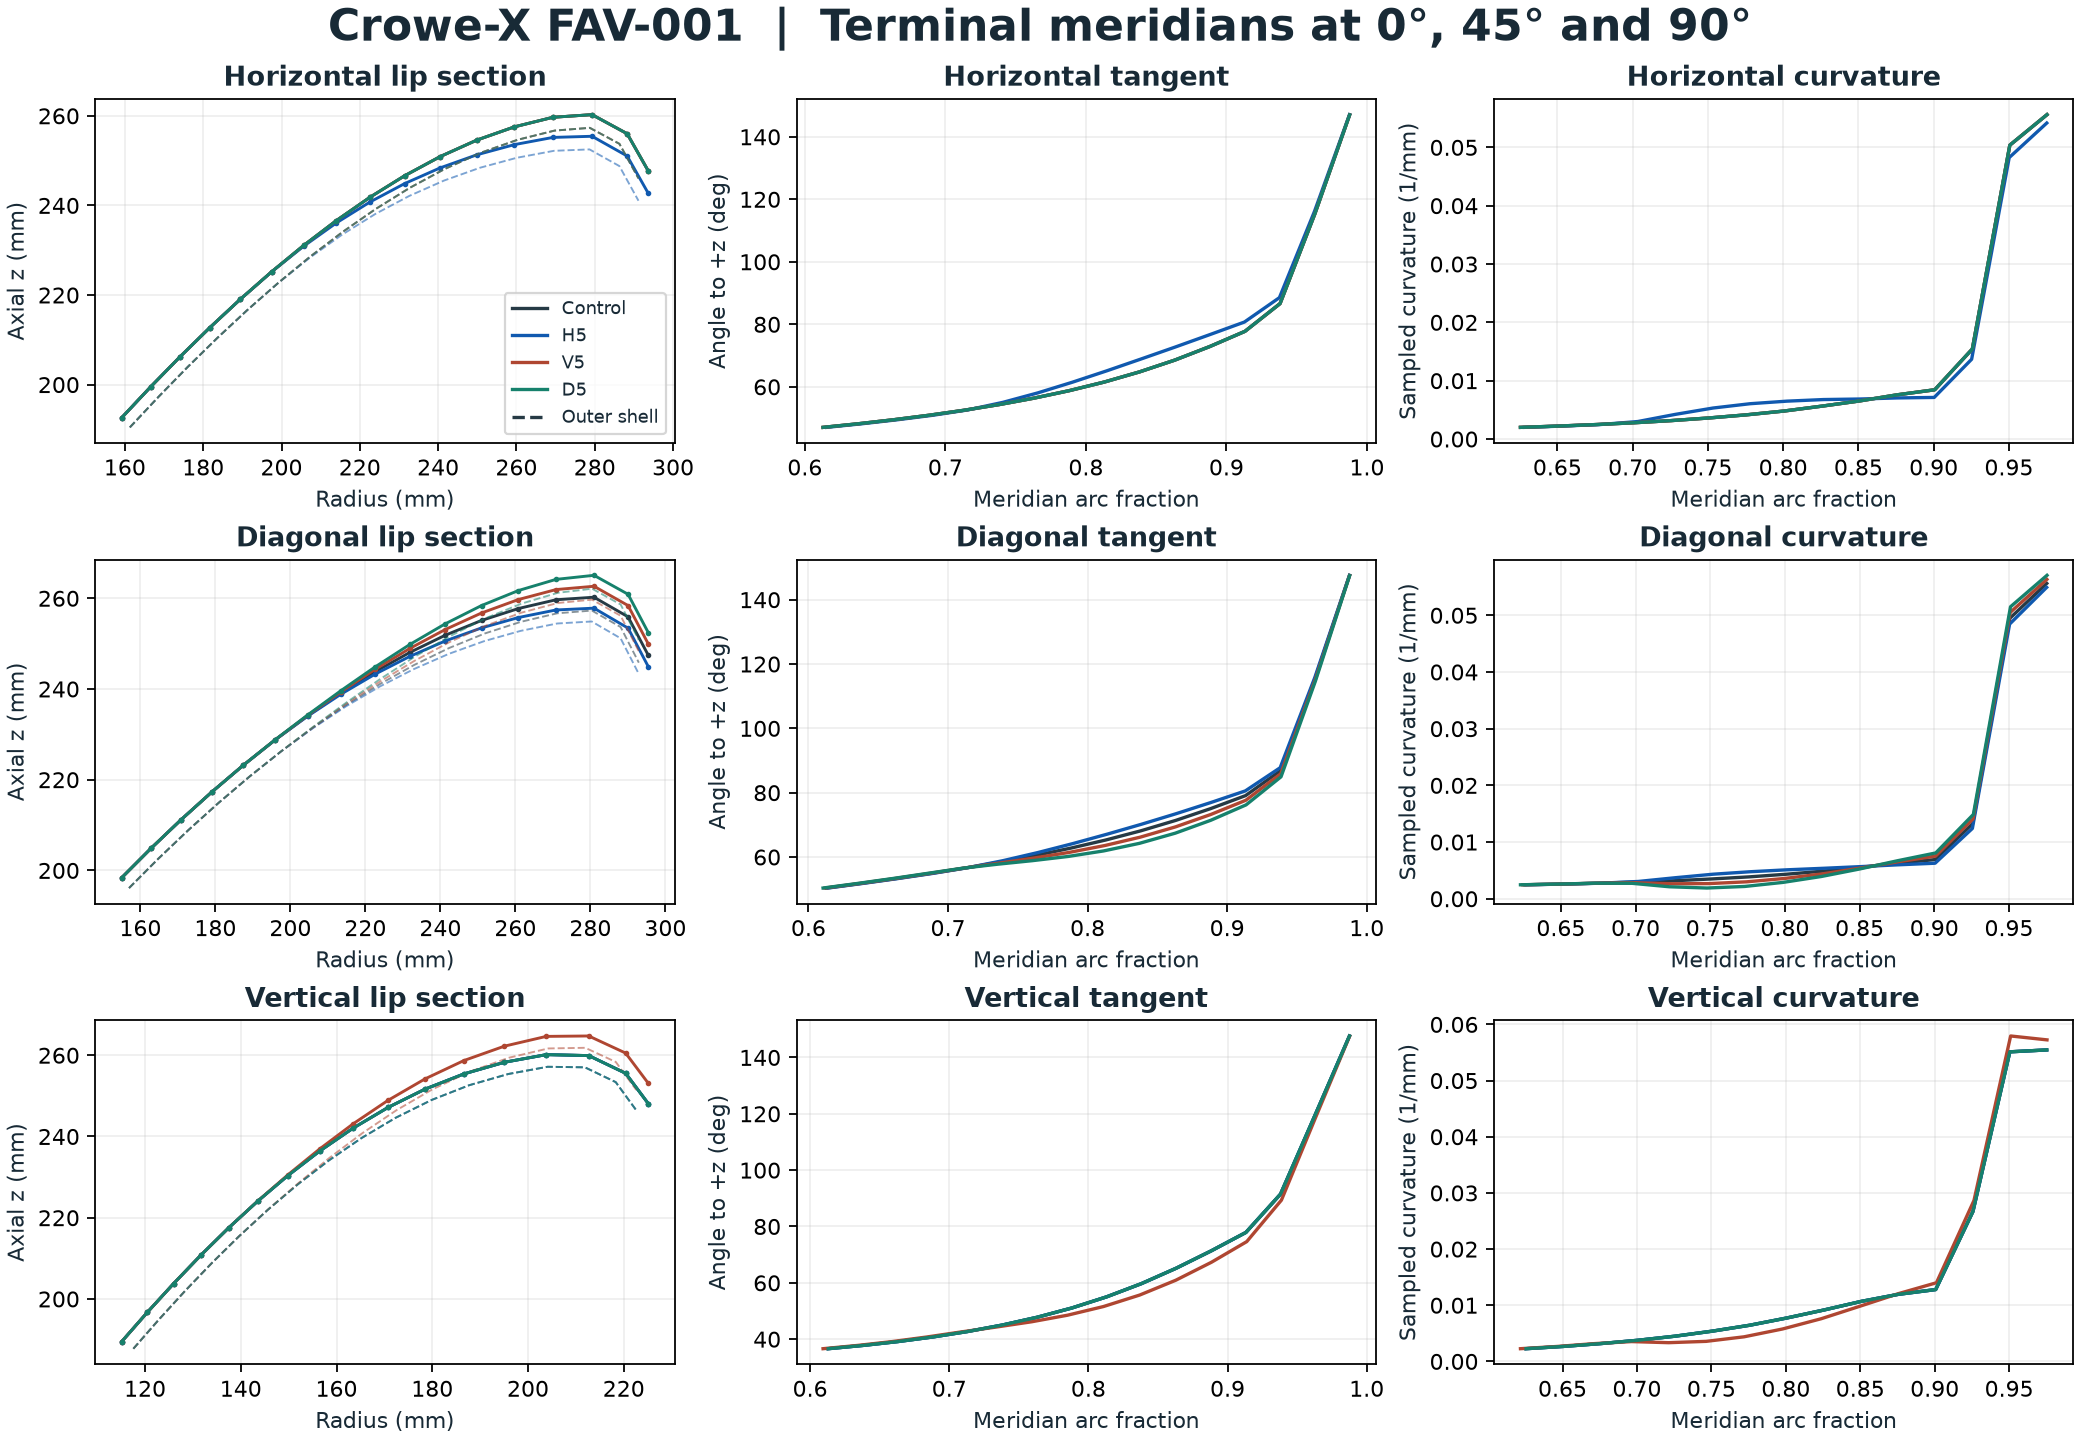 Crowe-X FAV-001 | Terminal meridians at 0°, 45° and 90°
Horizontal lip section
Axial z (mm)
260
240
220
200
160 180 200 220 240 260 280 300
Radius (mm)
Control
H5
V5
D5
Outer shell
Horizontal tangent
Angle to +z (deg)
140
120
100
80
60
0.6 0.7 0.8 0.9 1.0
Meridian arc fraction
Horizontal curvature
Sampled curvature (1/mm)
0.05
0.04
0.03
0.02
0.01
0.00
0.65 0.70 0.75 0.80 0.85 0.90 0.95
Meridian arc fraction
Diagonal lip section
Axial z (mm)
260
240
220
200
160 180 200 220 240 260 280 300
Radius (mm)
Diagonal tangent
Angle to +z (deg)
140
120
100
80
60
0.6 0.7 0.8 0.9 1.0
Meridian arc fraction
Diagonal curvature
Sampled curvature (1/mm)
0.05
0.04
0.03
0.02
0.01
0.00
0.65 0.70 0.75 0.80 0.85 0.90 0.95
Meridian arc fraction
Vertical lip section
Axial z (mm)
260
240
220
200
120 140 160 180 200 220
Radius (mm)
Vertical tangent
Angle to +z (deg)
140
120
100
80
60
40
0.6 0.7 0.8 0.9 1.0
Meridian arc fraction
Vertical curvature
Sampled curvature (1/mm)
0.06
0.05
0.04
0.03
0.02
0.01
0.00
0.65 0.70 0.75 0.80 0.85 0.90 0.95
Meridian arc fraction